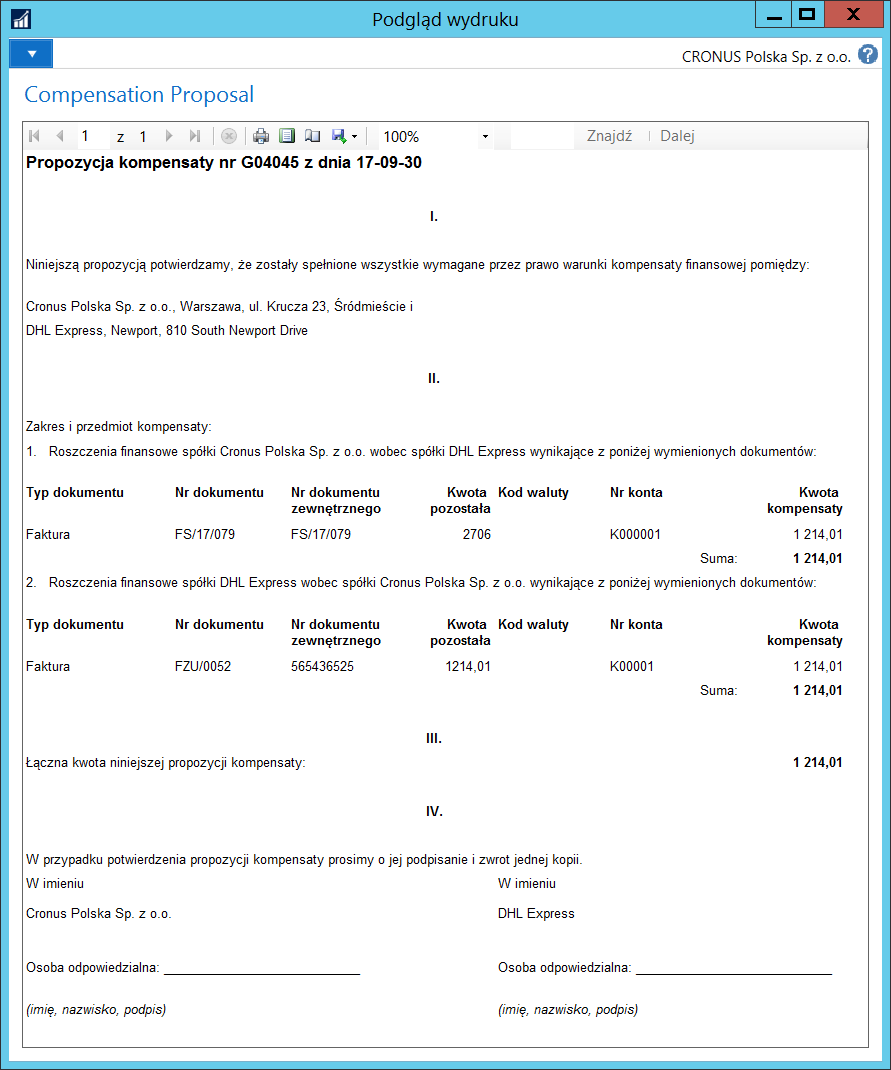 Podgląd wydruku
CRONUS Polska Sp. z o.o. ?
Compensation Proposal
1 z 1 100% Znajdź Dalej
Propozycja kompensaty nr G04045 z dnia 17-09-30
I.
Niniejszą propozycją potwierdzamy, że zostały spełnione wszystkie wymagane przez prawo warunki kompensaty finansowej pomiędzy:
Cronus Polska Sp. z o.o., Warszawa, ul. Krucza 23, Śródmieście i
DHL Express, Newport, 810 South Newport Drive
II.
Zakres i przedmiot kompensaty:
1. Roszczenia finansowe spółki Cronus Polska Sp. z o.o. wobec spółki DHL Express wynikające z poniżej wymienionych dokumentów:
Typ dokumentu Nr dokumentu Nr dokumentu Kwota Kod waluty Nr konta Kwota
zewnętrznego pozostała kompensaty
Faktura FS/17/079 FS/17/079 2706 K000001 1 214,01
Suma: 1 214,01
2. Roszczenia finansowe spółki DHL Express wobec spółki Cronus Polska Sp. z o.o. wynikające z poniżej wymienionych dokumentów:
Typ dokumentu Nr dokumentu Nr dokumentu Kwota Kod waluty Nr konta Kwota
zewnętrznego pozostała kompensaty
Faktura FZU/0052 565436525 1214,01 K00001 1 214,01
Suma: 1 214,01
III.
Łączna kwota niniejszej propozycji kompensaty: 1 214,01
IV.
W przypadku potwierdzenia propozycji kompensaty prosimy o jej podpisanie i zwrot jednej kopii.
W imieniu W imieniu
Cronus Polska Sp. z o.o. DHL Express
Osoba odpowiedzialna: Osoba odpowiedzialna:
(imię, nazwisko, podpis) (imię, nazwisko, podpis)